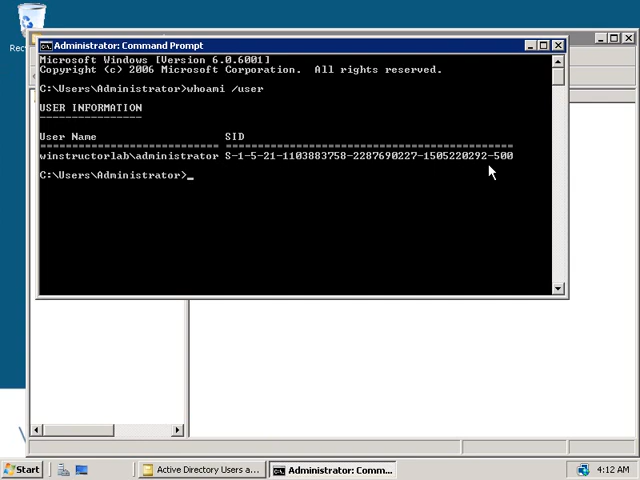 Recyc
Administrator: Command Prompt
Microsoft Windows [Version 6.0.6001]
Copyright (c) 2006 Microsoft Corporation.  All rights reserved.
C:\Users\Administrator>whoami /user
USER INFORMATION
----------------
User Name SID
======================== ==============================================
winstructorlab\administrator S-1-5-21-1103883758-2287690227-1505220292-500
C:\Users\Administrator>_
Start
Active Directory Users a...
Administrator: Comm...
4:12 AM